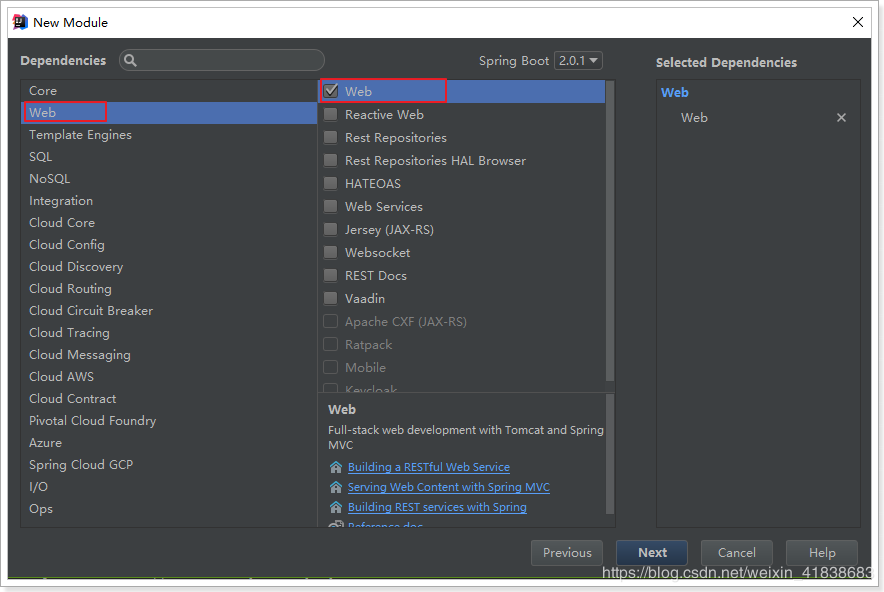 New Module
Dependencies
Spring Boot 2.0.1
Selected Dependencies
Core
Web
Template Engines
SQL
NoSQL
Integration
Cloud Core
Cloud Config
Cloud Discovery
Cloud Routing
Cloud Circuit Breaker
Cloud Tracing
Cloud Messaging
Cloud AWS
Cloud Contract
Pivotal Cloud Foundry
Azure
Spring Cloud GCP
I/O
Ops
Web
Reactive Web
Rest Repositories
Rest Repositories HAL Browser
HATEOAS
Web Services
Jersey (JAX-RS)
Websocket
REST Docs
Vaadin
Apache CXF (JAX-RS)
Ratpack
Mobile
Keycloak
Web
Full-stack web development with Tomcat and Spring
MVC
Building a RESTful Web Service
Serving Web Content with Spring MVC
Building REST services with Spring
Reference doc
Web
Web
Previous
Next
Cancel
Help
https://blog.csdn.net/weixin_41838683